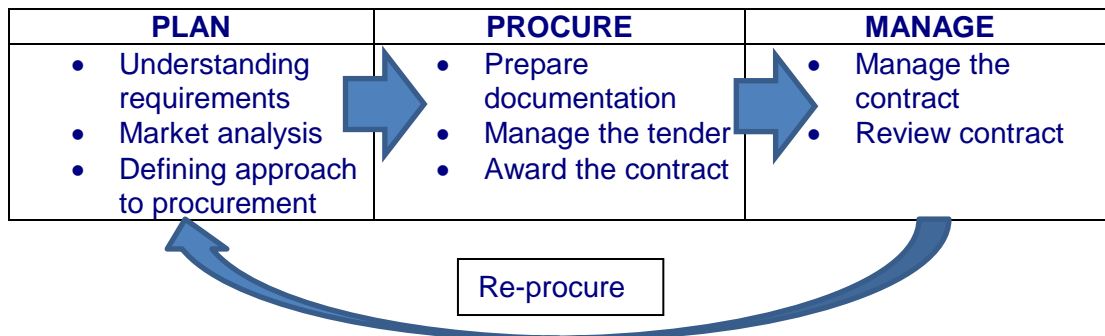 PLAN
• Understanding
requirements
• Market analysis
• Defining approach
to procurement
PROCURE
• Prepare
documentation
• Manage the tender
• Award the contract
MANAGE
• Manage the
contract
• Review contract
Re-procure